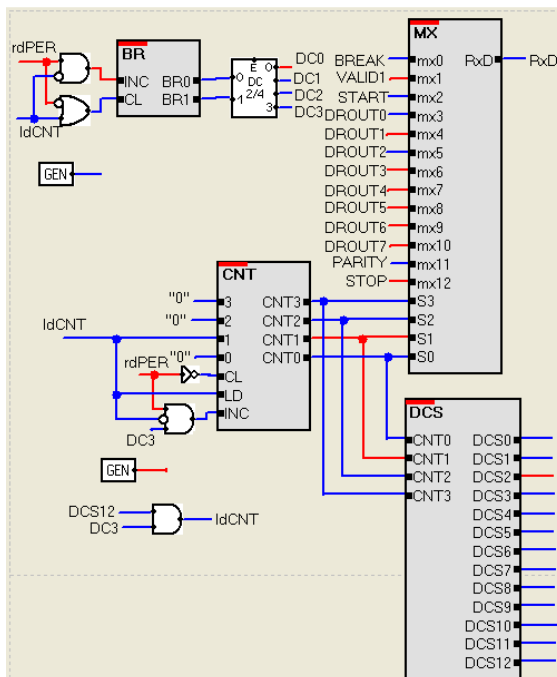 rdPER
BR
INC
CL
BR0
BR1
IdCNT
E
DC
2/4
0
1
0
1
2
3
DC0
DC1
DC2
DC3
GEN
MX
BREAK
VALID1
START
DROUT0
DROUT1
DROUT2
DROUT3
DROUT4
DROUT5
DROUT6
DROUT7
PARITY
STOP
mx0
mx1
mx2
mx3
mx4
mx5
mx6
mx7
mx8
mx9
mx10
mx11
mx12
S3
S2
S1
S0
RxD
RxD
CNT
"0"
"0"
"0"
IdCNT
rdPER
DC3
3
2
1
0
CL
LD
INC
CNT3
CNT2
CNT1
CNT0
GEN
DCS12
DC3
IdCNT
DCS
CNT0
CNT1
CNT2
CNT3
DCS0
DCS1
DCS2
DCS3
DCS4
DCS5
DCS6
DCS7
DCS8
DCS9
DCS10
DCS11
DCS12